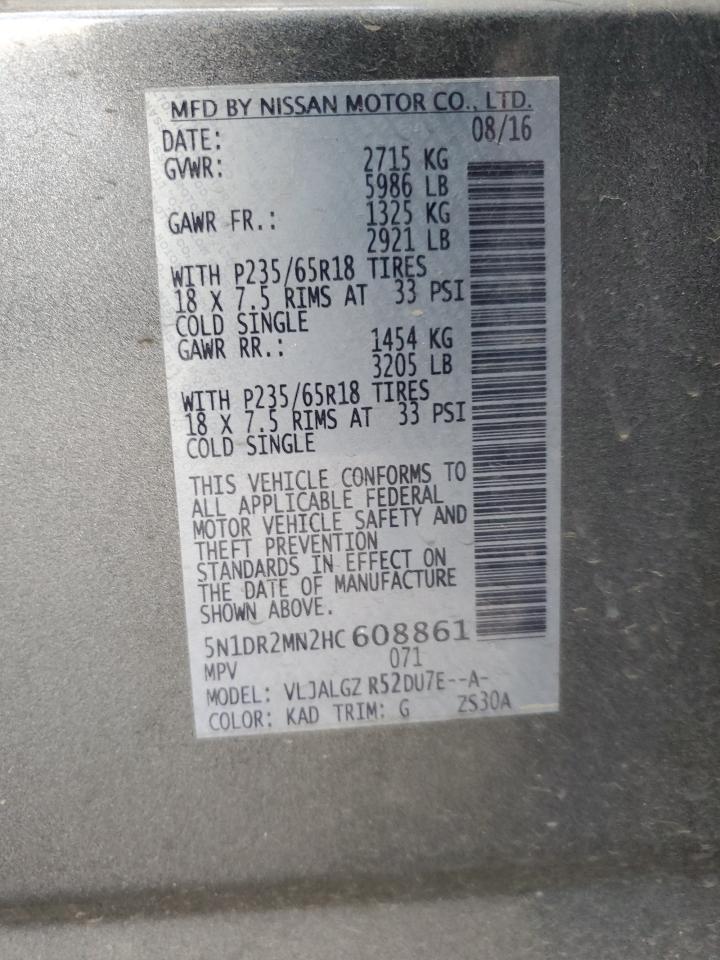 MFD BY NISSAN MOTOR CO., LTD.
DATE: 08/16
GVWR: 2715 KG
5986 LB
GAWR FR.: 1325 KG
2921 LB
WITH P235/65R18 TIRES
18 X 7.5 RIMS AT 33 PSI
COLD SINGLE
GAWR RR.: 1454 KG
3205 LB
WITH P235/65R18 TIRES
18 X 7.5 RIMS AT 33 PSI
COLD SINGLE
THIS VEHICLE CONFORMS TO
ALL APPLICABLE FEDERAL
MOTOR VEHICLE SAFETY AND
THEFT PREVENTION
STANDARDS IN EFFECT ON
THE DATE OF MANUFACTURE
SHOWN ABOVE.
5N1DR2MN2HC608861
MPV 071
MODEL: VLJALGZ R52DU7E--A-
COLOR: KAD TRIM: G ZS30A